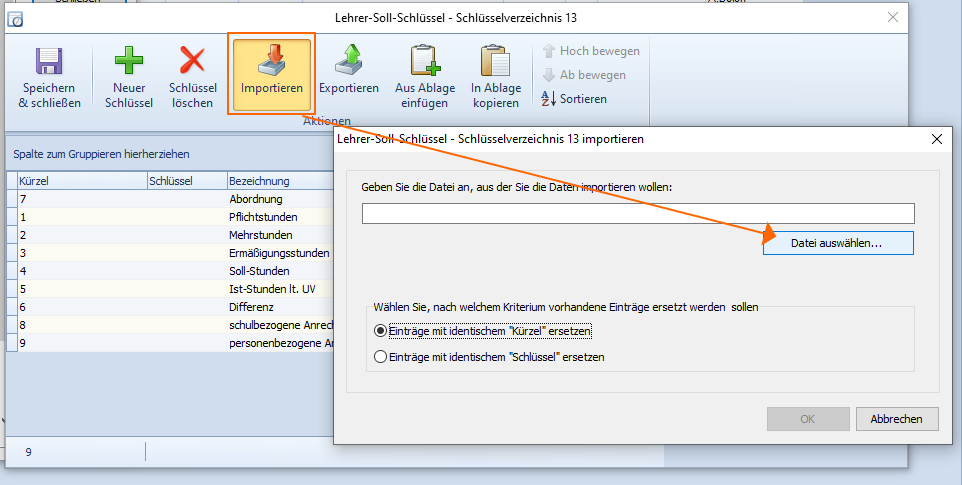 Lehrer-Soll-Schlüssel - Schlüsselverzeichnis 13
Speichern
& schließen
Neuer
Schlüssel
Schlüssel
löschen
Importieren
Exportieren
Aus Ablage
einfügen
In Ablage
kopieren
Hoch bewegen
Ab bewegen
Sortieren
Aktionen
Spalte zum Gruppieren hierherziehen
Kürzel Schlüssel Bezeichnung
7 Abordnung
1 Pflichtstunden
2 Mehrstunden
3 Ermäßigungsstunden
4 Soll-Stunden
5 Ist-Stunden lt. UV
6 Differenz
8 schulbezogene Anrech
9 personenbezogene An
9
Lehrer-Soll-Schlüssel - Schlüsselverzeichnis 13 importieren
Geben Sie die Datei an, aus der Sie die Daten importieren wollen:
Datei auswählen...
Wählen Sie, nach welchem Kriterium vorhandene Einträge ersetzt werden sollen
Einträge mit identischem "Kürzel" ersetzen
Einträge mit identischem "Schlüssel" ersetzen
OK
Abbrechen